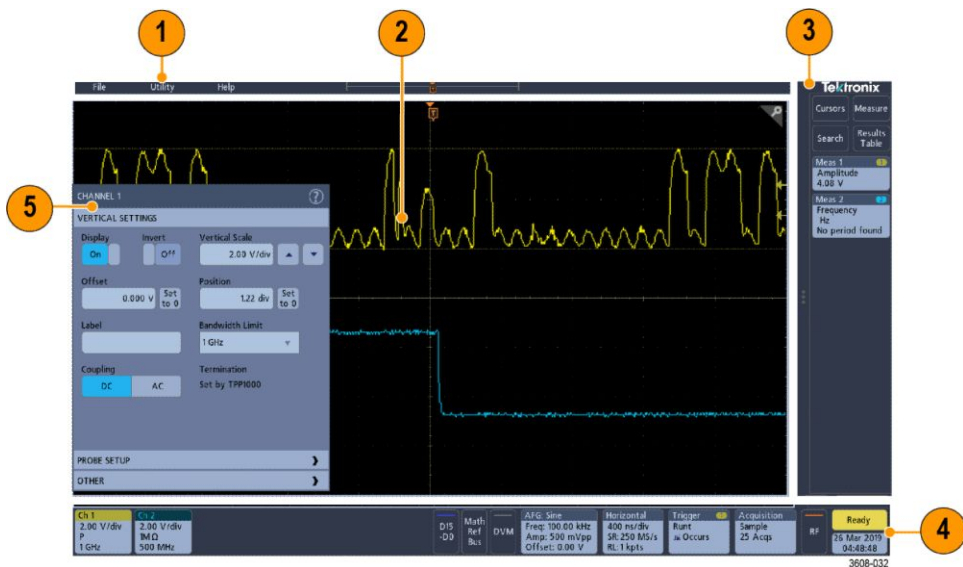 1
2
3
File Utility Help
Tektronix
Cursors Measure
Search Results Table
Meas 1 1
Amplitude
4.08 V
Meas 2 2
Frequency
Hz
No period found
T
5
CHANNEL 1 ?
VERTICAL SETTINGS
Display Invert Vertical Scale
On Off 2.00 V/div
Offset Position
0.000 V Set to 0 1.22 div Set to 0
Label Bandwidth Limit
1 GHz
Coupling Termination
DC AC Set by TPP1000
PROBE SETUP
OTHER
Ch 1
2.00 V/div
P
1 GHz
Ch 2
2.00 V/div
1MΩ
500 MHz
D15
-D0
Math
Ref
Bus
DVM
AFG: Sine
Freq: 100.00 kHz
Amp: 500 mVpp
Offset: 0.00 V
Horizontal
400 ns/div
SR: 250 MS/s
RL: 1 kpts
Trigger 1
Runt
Occurs
Acquisition
Sample
25 Acqs
RF
Ready
26 Mar 2019
04:48:48
4
3608-032